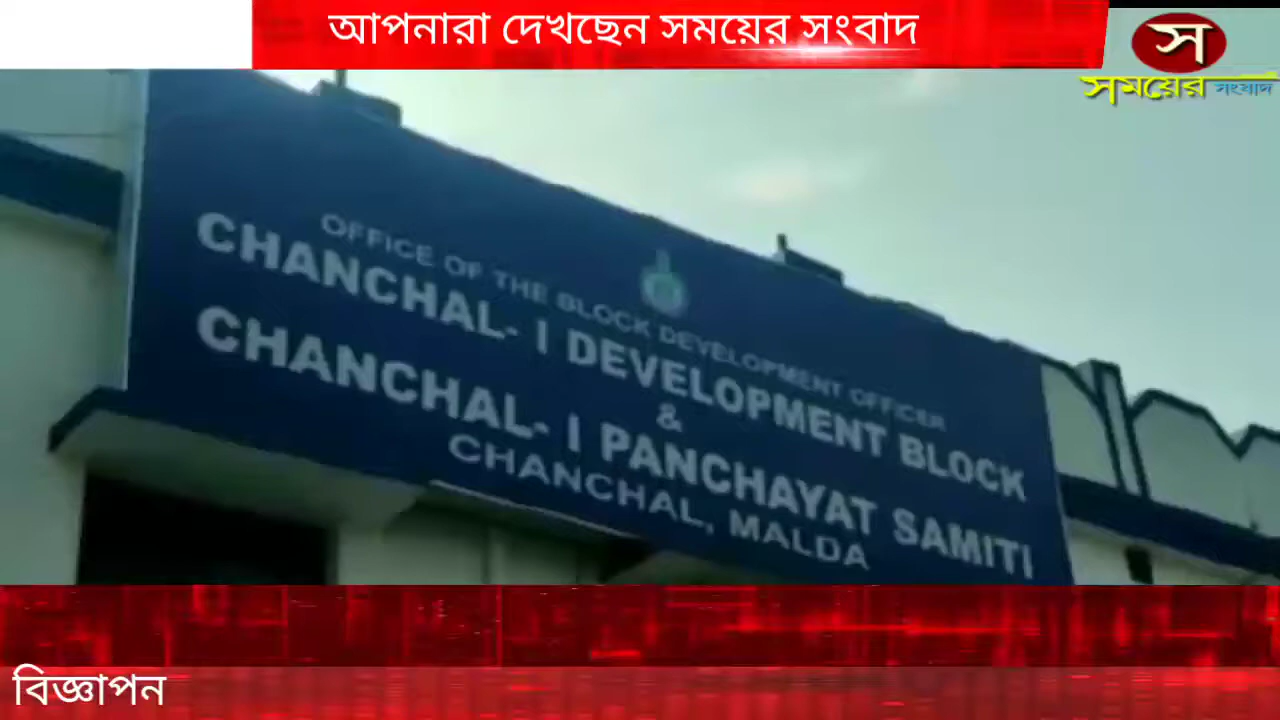 আপনারা দেখছেন সময়ের সংবাদ
স
সময়ের সংবাদ
OFFICE OF THE BLOCK DEVELOPMENT OFFICER
CHANCHAL- I DEVELOPMENT BLOCK
&
CHANCHAL- I PANCHAYAT SAMITI
CHANCHAL, MALDA
বিজ্ঞাপন